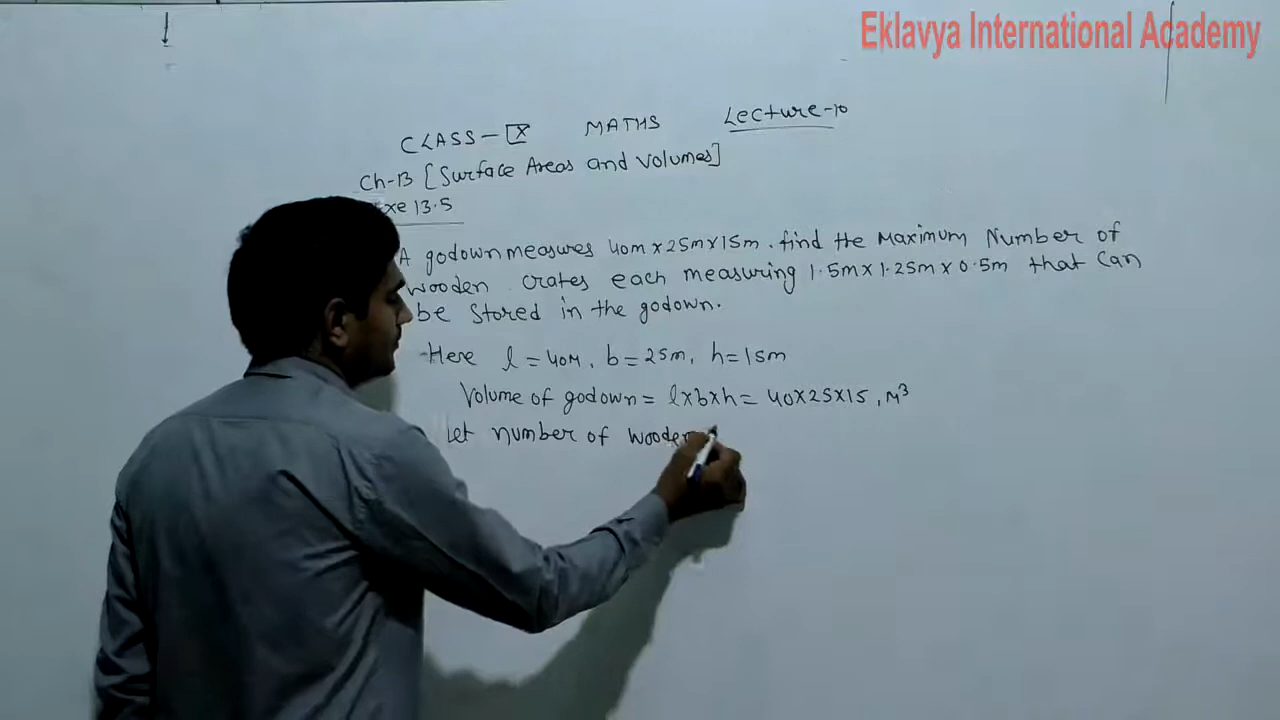 Eklavya International Academy
CLASS - IX MATHS Lecture-10
Ch-13 [Surface Areas and Volumes]
Exe 13.5
A godown measures 40m x 25m x 15m. find the Maximum Number of
wooden crates each measuring 1.5m x 1.25m x 0.5m that can
be stored in the godown.
Here l = 40m, b = 25m, h = 15m
Volume of godown = l x b x h = 40 x 25 x 15, m³
Let number of wooden